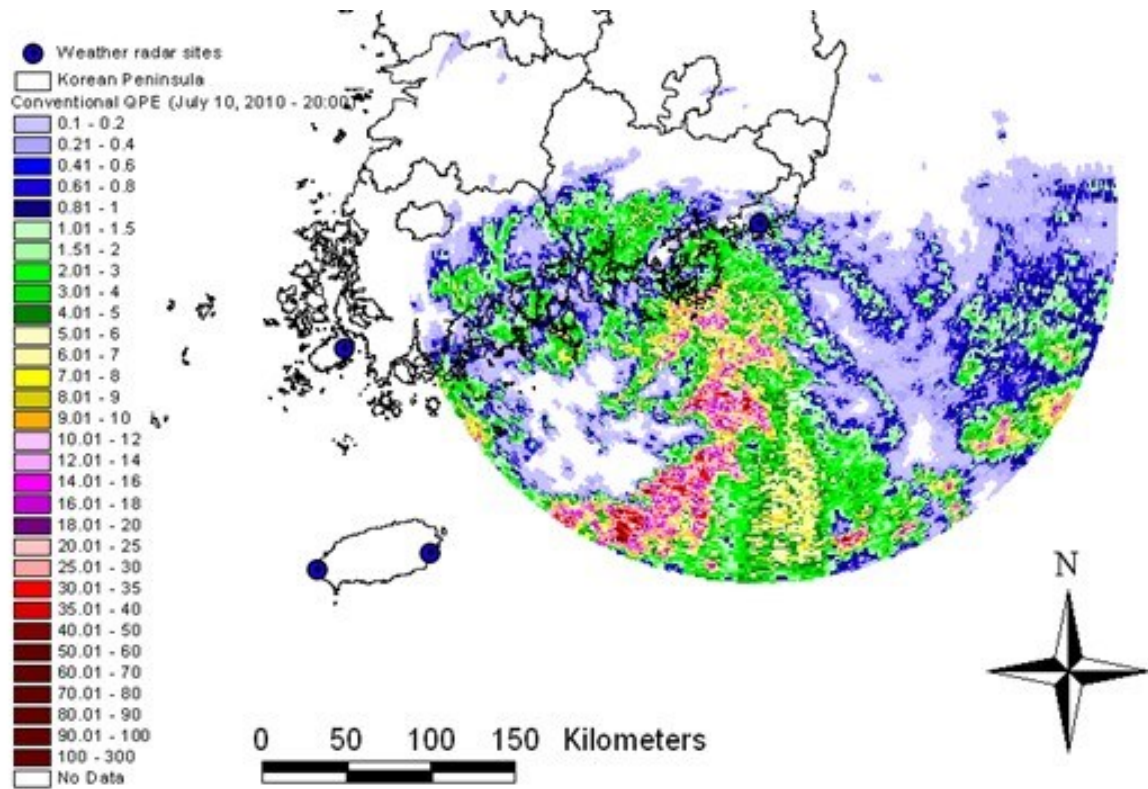 Weather radar sites
Korean Peninsula
Conventional QPE (July 10, 2010 - 20:00)
0.1 - 0.2
0.21 - 0.4
0.41 - 0.6
0.61 - 0.8
0.81 - 1
1.01 - 1.5
1.51 - 2
2.01 - 3
3.01 - 4
4.01 - 5
5.01 - 6
6.01 - 7
7.01 - 8
8.01 - 9
9.01 - 10
10.01 - 12
12.01 - 14
14.01 - 16
16.01 - 18
18.01 - 20
20.01 - 25
25.01 - 30
30.01 - 35
35.01 - 40
40.01 - 50
50.01 - 60
60.01 - 70
70.01 - 80
80.01 - 90
90.01 - 100
100 - 300
No Data
N
0 50 100 150 Kilometers